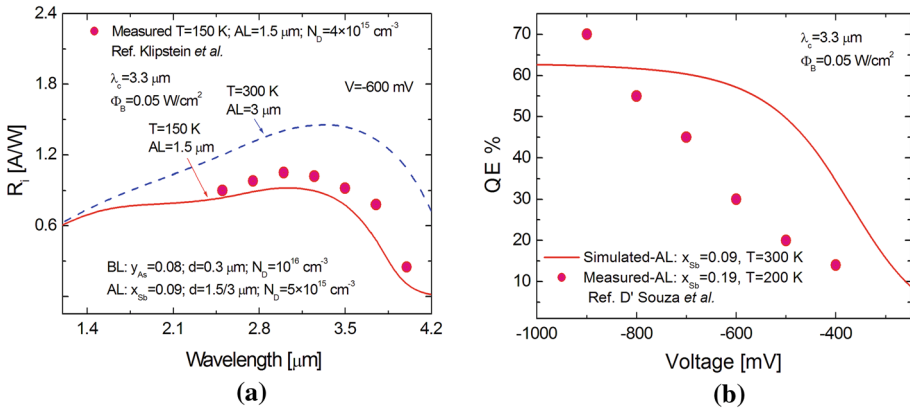 2.4
1.8
1.2
0.6
R_i [A/W]
Measured T=150 K; AL=1.5 μm; N_D=4×10^15 cm^-3
Ref. Klipstein et al.
λ_c=3.3 μm
Φ_B=0.05 W/cm^2
V=-600 mV
T=300 K
AL=3 μm
T=150 K
AL=1.5 μm
BL: y_As=0.08; d=0.3 μm; N_D=10^16 cm^-3
AL: x_Sb=0.09; d=1.5/3 μm; N_D=5×10^15 cm^-3
1.4 2.1 2.8 3.5 4.2
Wavelength [μm]
(a)
70
60
50
40
30
20
10
QE %
λ_c=3.3 μm
Φ_B=0.05 W/cm^2
Simulated-AL: x_Sb=0.09, T=300 K
Measured-AL: x_Sb=0.19, T=200 K
Ref. D' Souza et al.
-1000 -800 -600 -400
Voltage [mV]
(b)